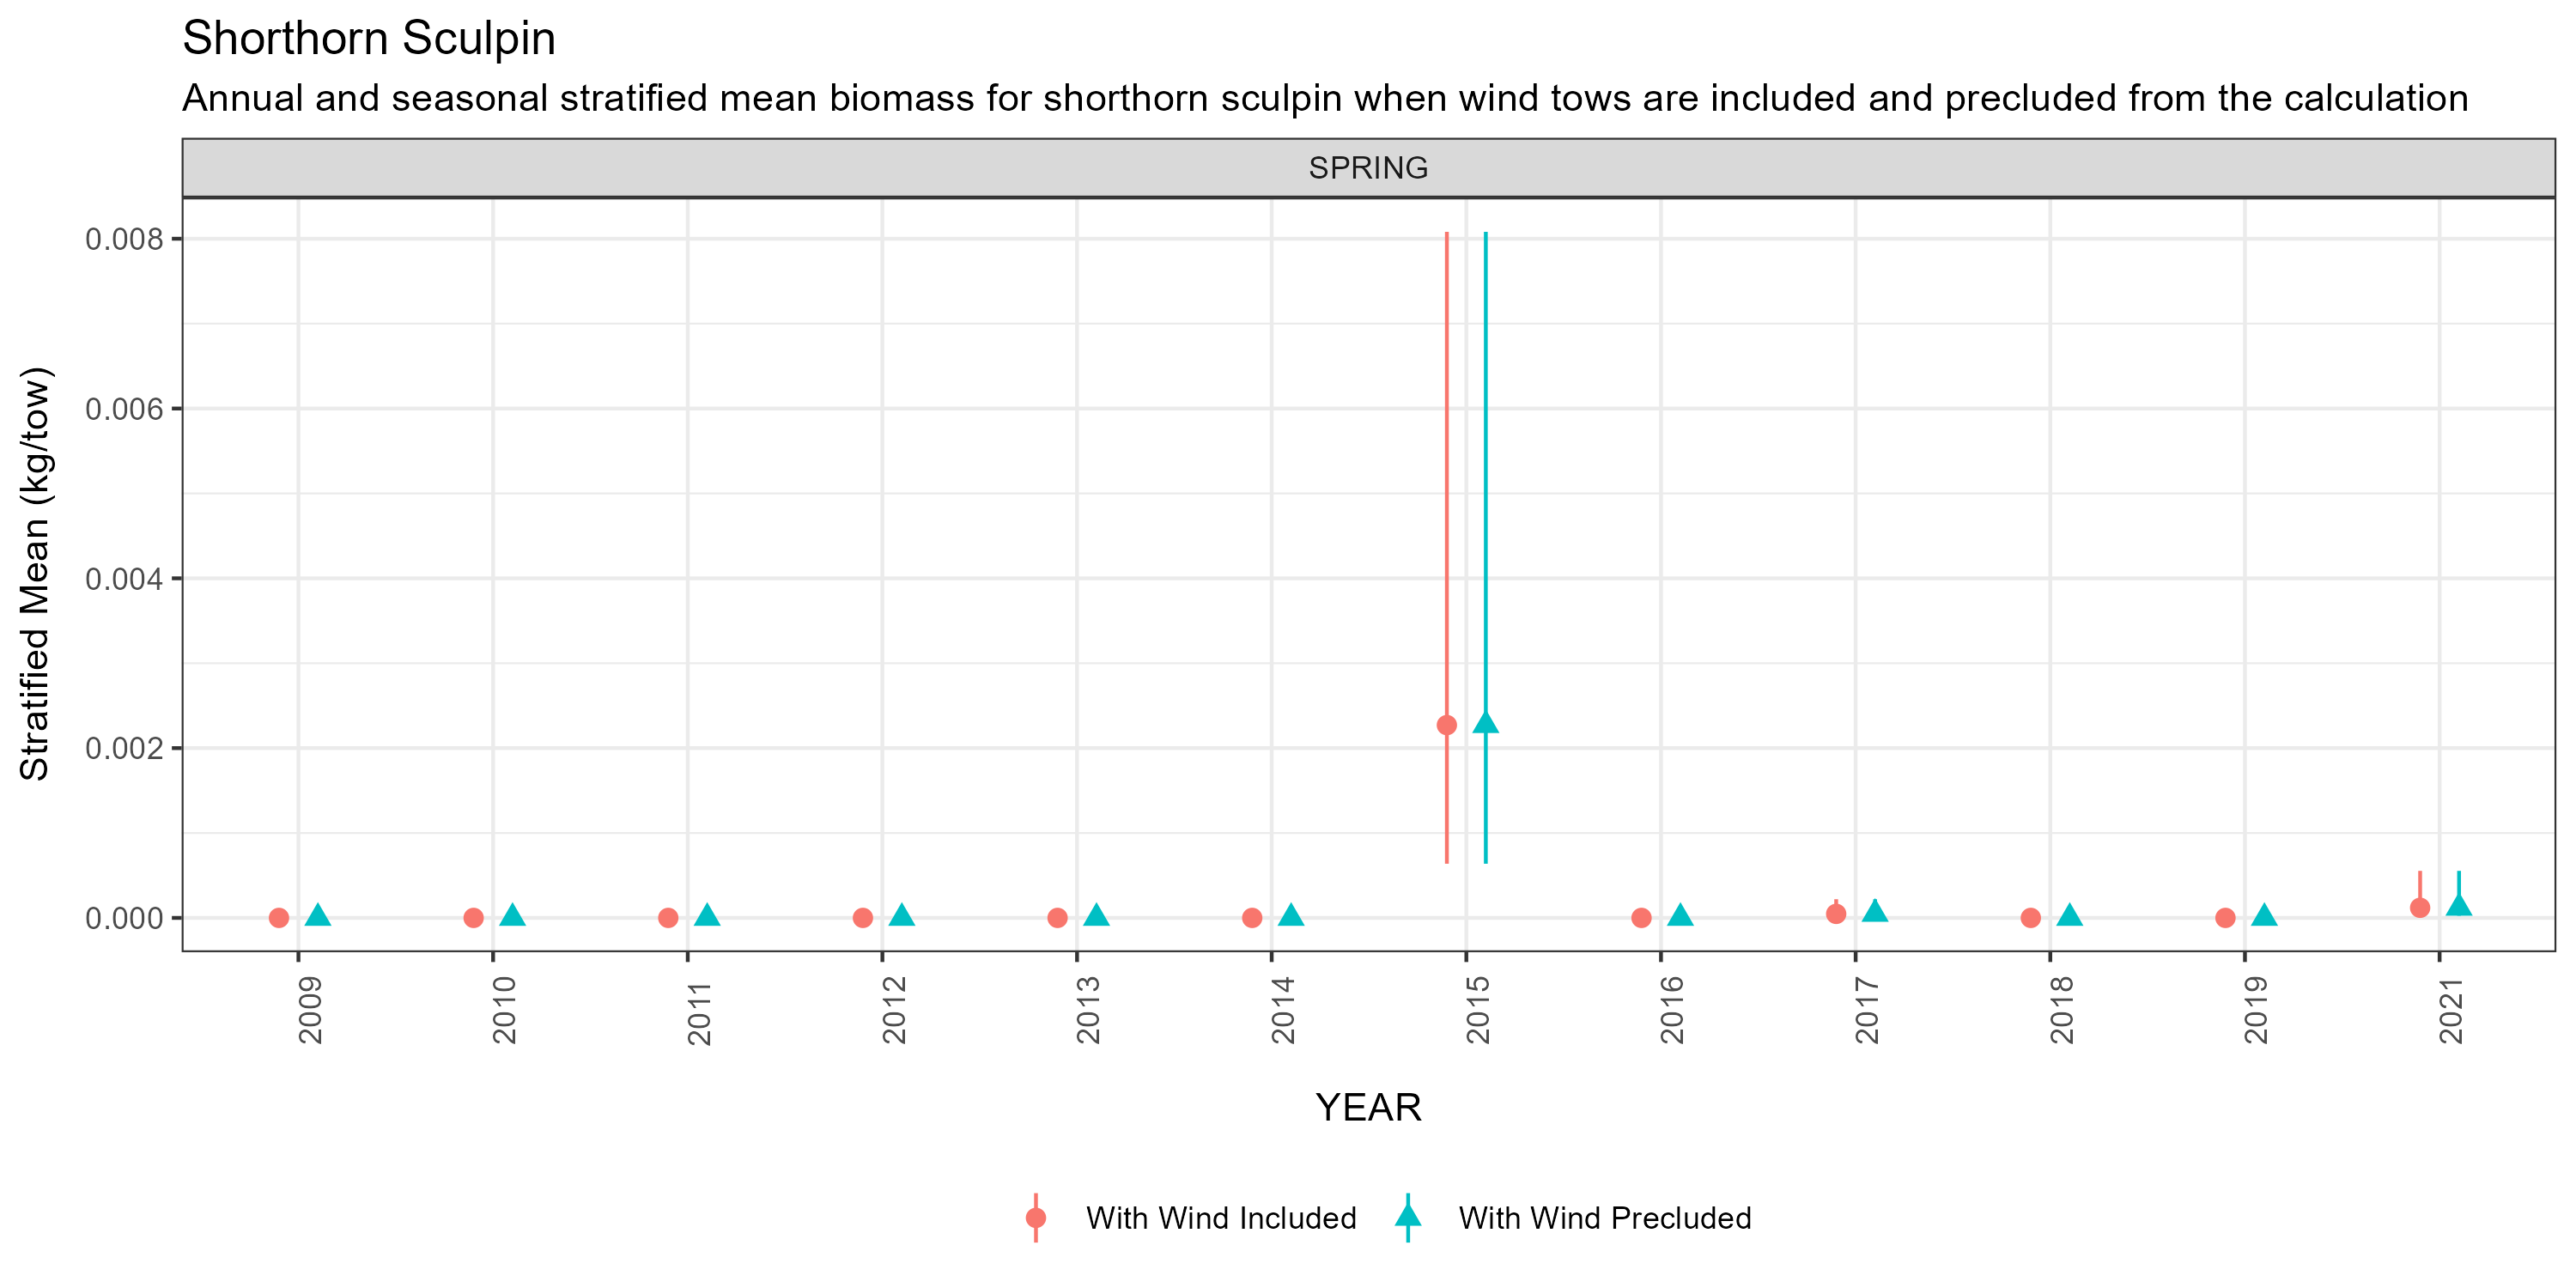 Shorthorn Sculpin
Annual and seasonal stratified mean biomass for shorthorn sculpin when wind tows are included and precluded from the calculation
SPRING
Stratified Mean (kg/tow)
0.008
0.006
0.004
0.002
0.000
2009
2010
2011
2012
2013
2014
2015
2016
2017
2018
2019
2021
YEAR
With Wind Included
With Wind Precluded